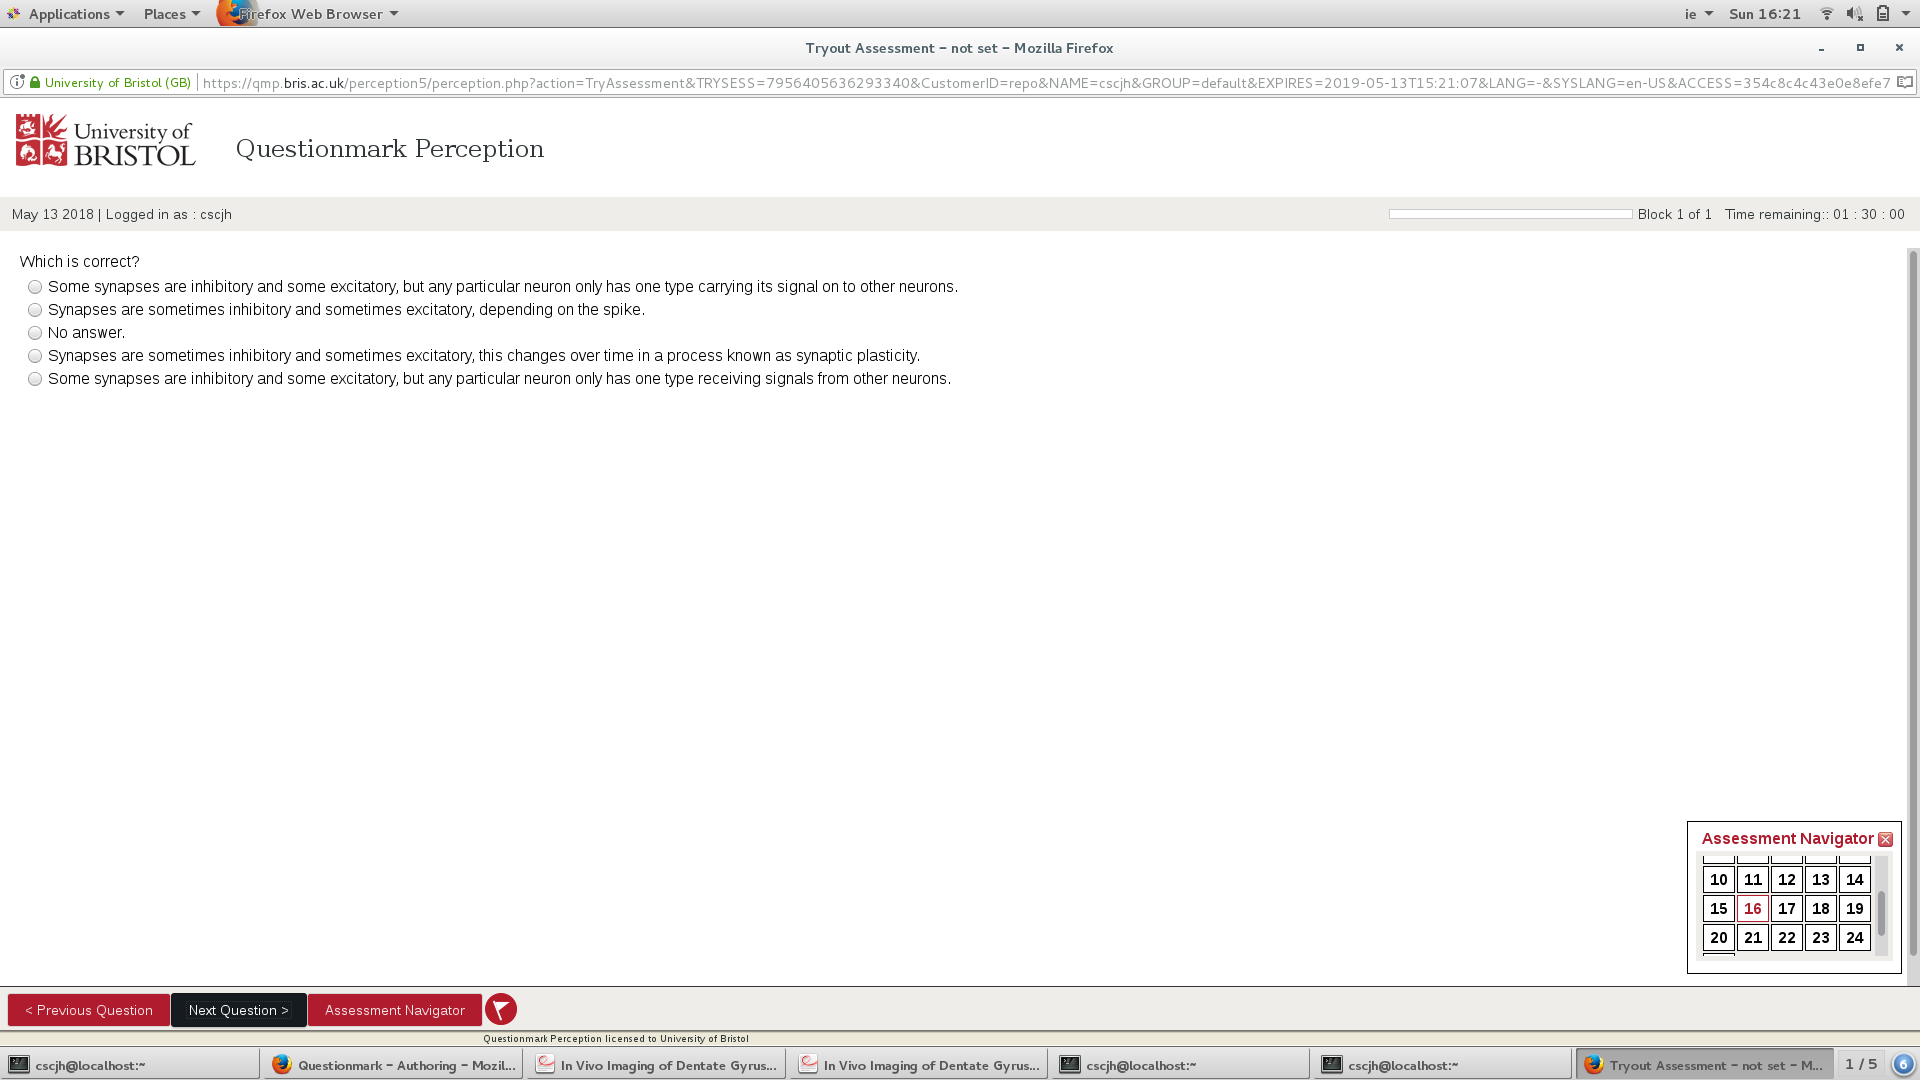 Applications Places Firefox Web Browser ie Sun 16:21
Tryout Assessment – not set – Mozilla Firefox
University of Bristol (GB) https://qmp.bris.ac.uk/perception5/perception.php?action=TryAssessment&TRYSESS=7956405636293340&CustomerID=repo&NAME=cscjh&GROUP=default&EXPIRES=2019-05-13T15:21:07&LANG=-&SYSLANG=en-US&ACCESS=354c8c4c43e0e8efe7
University of
BRISTOL
Questionmark Perception
May 13 2018 | Logged in as : cscjh Block 1 of 1 Time remaining:: 01 : 30 : 00
Which is correct?
Some synapses are inhibitory and some excitatory, but any particular neuron only has one type carrying its signal on to other neurons.
Synapses are sometimes inhibitory and sometimes excitatory, depending on the spike.
No answer.
Synapses are sometimes inhibitory and sometimes excitatory, this changes over time in a process known as synaptic plasticity.
Some synapses are inhibitory and some excitatory, but any particular neuron only has one type receiving signals from other neurons.
Assessment Navigator
10 11 12 13 14
15 16 17 18 19
20 21 22 23 24
< Previous Question Next Question > Assessment Navigator
Questionmark Perception licensed to University of Bristol
cscjh@localhost:~ Questionmark – Authoring – Mozil... In Vivo Imaging of Dentate Gyrus... In Vivo Imaging of Dentate Gyrus... cscjh@localhost:~ cscjh@localhost:~ Tryout Assessment – not set – M... 1 / 5 6